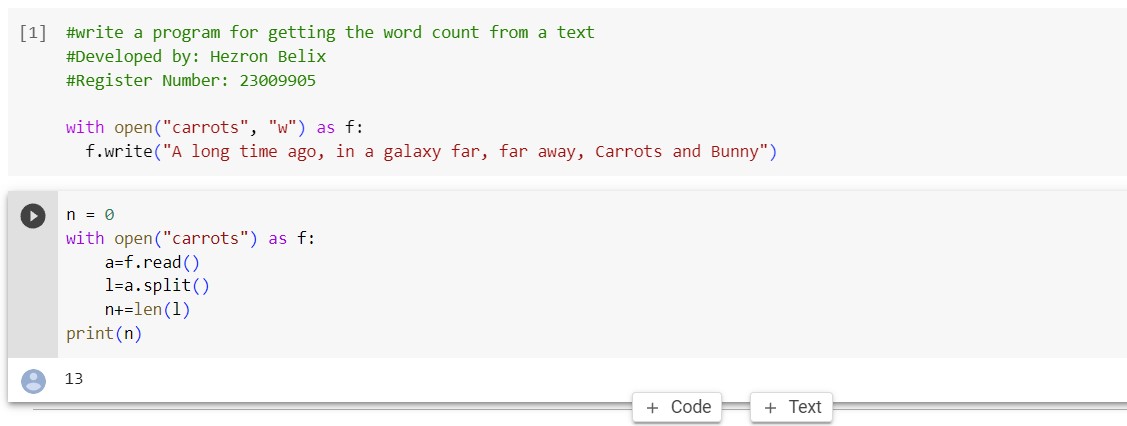 [1] #write a program for getting the word count from a text
#Developed by: Hezron Belix
#Register Number: 23009905
with open("carrots", "w") as f:
f.write("A long time ago, in a galaxy far, far away, Carrots and Bunny")
n = 0
with open("carrots") as f:
a=f.read()
l=a.split()
n+=len(l)
print(n)
13
+ Code + Text